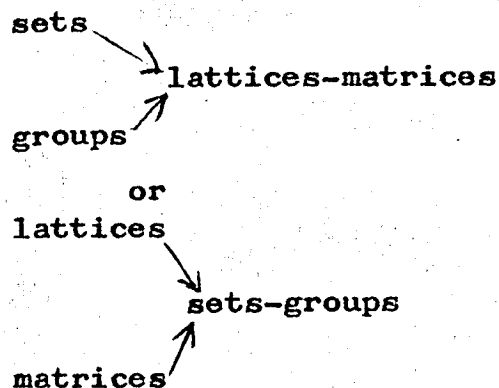 sets
lattices-matrices
groups
or
lattices
sets-groups
matrices